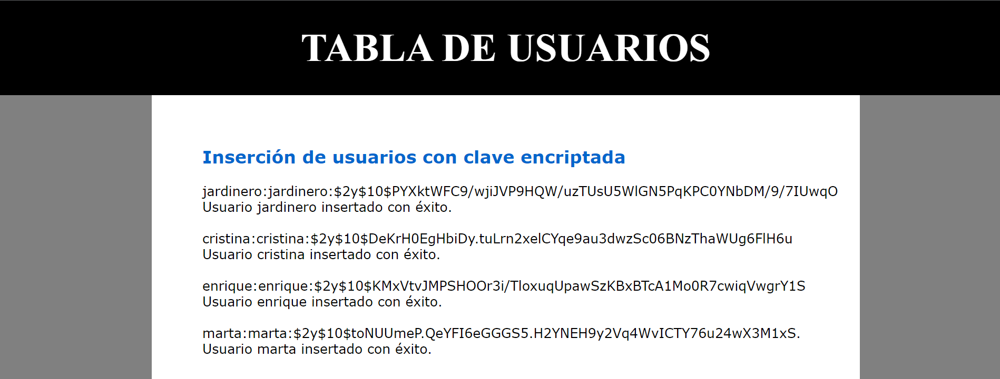 TABLA DE USUARIOS
Inserción de usuarios con clave encriptada
jardinero:jardinero:$2y$10$PYXktWFC9/wjiJVP9HQW/uzTUsU5WlGN5PqKPC0YNbDM/9/7IUwqO
Usuario jardinero insertado con éxito.
cristina:cristina:$2y$10$DeKrH0EgHbiDy.tuLrn2xelCYqe9au3dwzSc06BNzThaWUg6FlH6u
Usuario cristina insertado con éxito.
enrique:enrique:$2y$10$KMxVtvJMPSHOOr3i/TloxuqUpawSzKBxBTcA1Mo0R7cwiqVwgrY1S
Usuario enrique insertado con éxito.
marta:marta:$2y$10$toNUUmeP.QeYFI6eGGGS5.H2YNEH9y2Vq4WvICTY76u24wX3M1xS.
Usuario marta insertado con éxito.